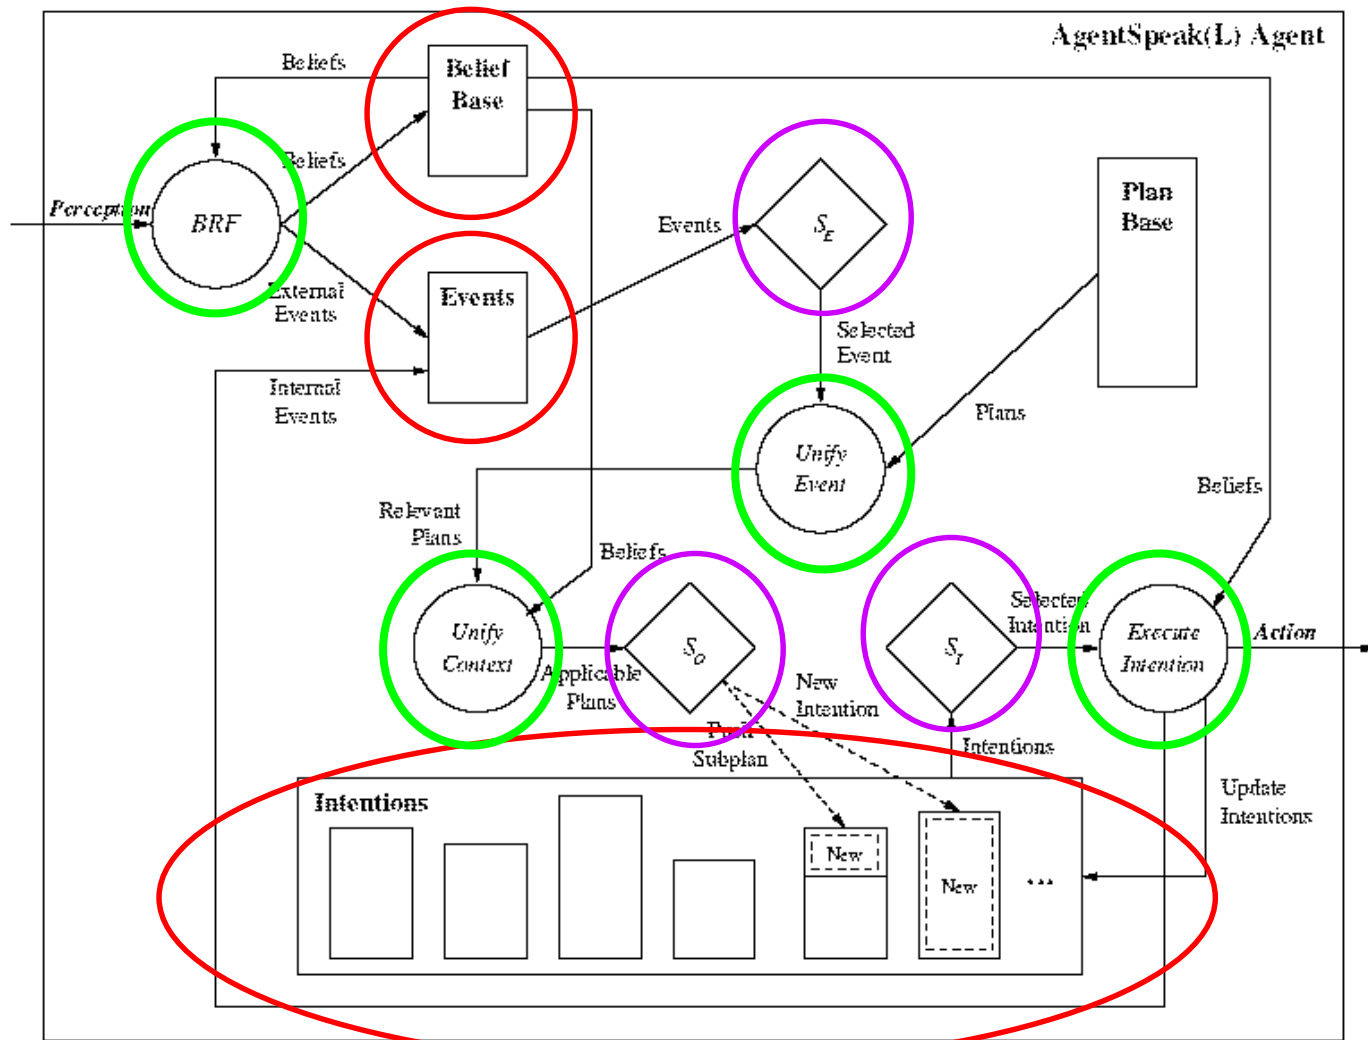 AgentSpeak(L) Agent
Beliefs
Belief
Base
Beliefs
Perception
BRF
Events
S_E
Plan
Base
External
Events
Events
Selected
Event
Internal
Events
Plans
Unify
Event
Relevant
Plans
Beliefs
Beliefs
Unify
Context
Applicable
Plans
S_O
New
Intention
Push
Subplan
S_I
Selected
Intention
Execute
Intention
Action
Intentions
Update
Intentions
Intentions
New
New
...